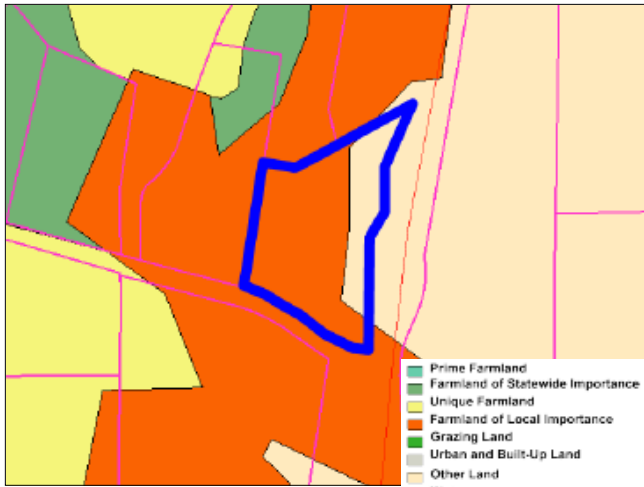 Prime Farmland
Farmland of Statewide Importance
Unique Farmland
Farmland of Local Importance
Grazing Land
Urban and Built-Up Land
Other Land